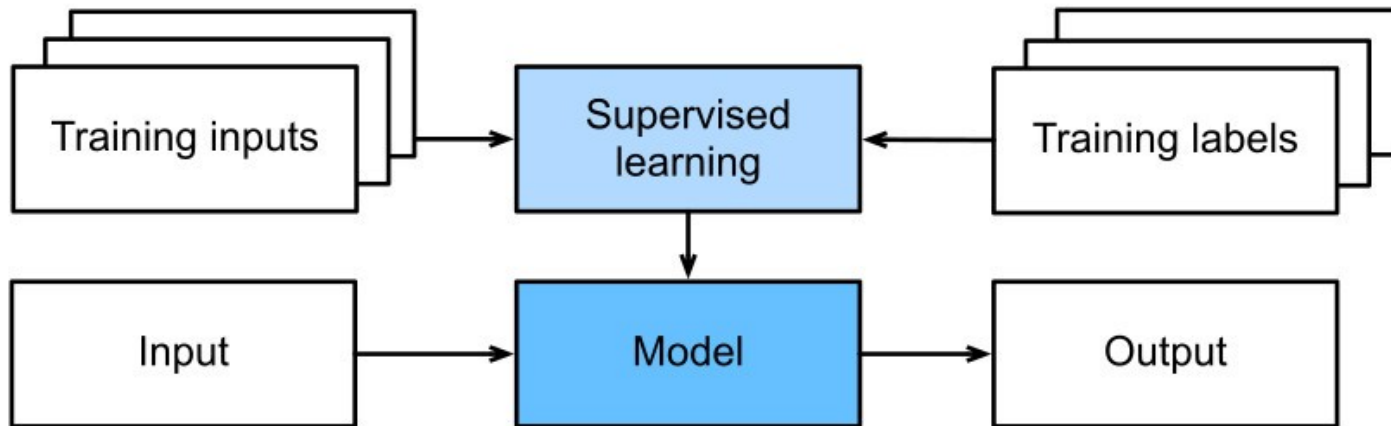 Training inputs
Supervised
learning
Training labels
Input
Model
Output